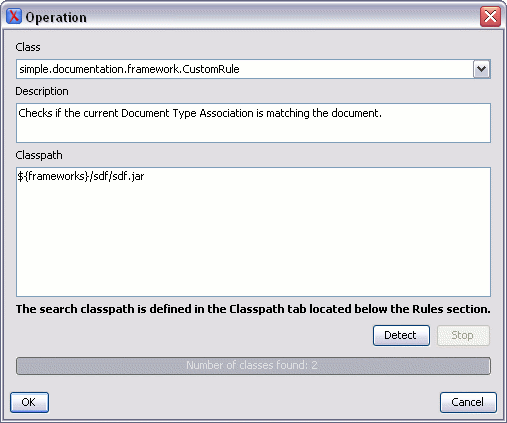 Operation
Class
simple.documentation.framework.CustomRule
Description
Checks if the current Document Type Association is matching the document.
Classpath
${frameworks}/sdf/sdf.jar
The search classpath is defined in the Classpath tab located below the Rules section.
Detect Stop
Number of classes found: 2
OK Cancel